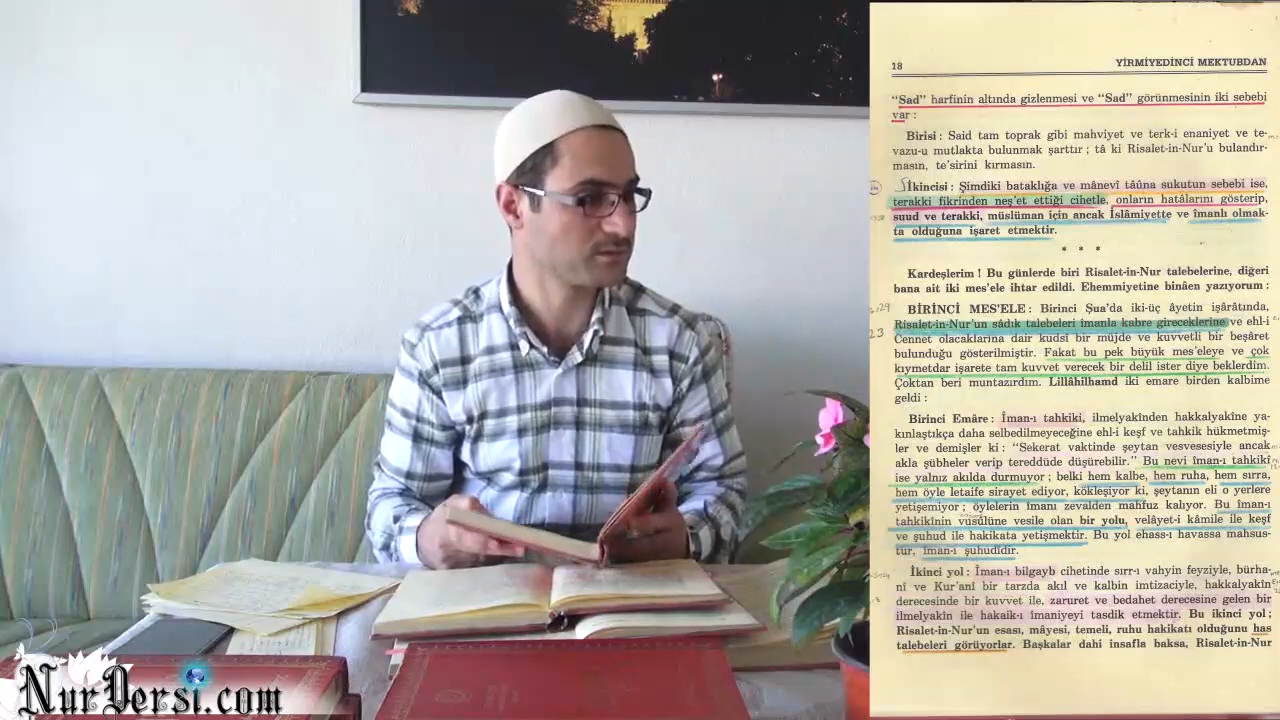 18 YİRMİYEDİNCİ MEKTUBDAN
"Sad" harfinin altında gizlenmesi ve "Sad" görünmesinin iki sebebi
var :
Birisi : Said tam toprak gibi mahviyet ve terk-i enaniyet ve te-
vazu-u mutlakta bulunmak şarttır ; tâ ki Risalet-in-Nur'u bulandır-
masın, te'sirini kırmasın.
İkincisi : Şimdiki bataklığa ve mânevî tâûna sukutun sebebi ise,
terakki fikrinden neş'et ettiği cihetle, onların hatâlarını gösterip,
suud ve terakki, müslüman için ancak İslâmiyette ve îmanlı olmak-
ta olduğuna işaret etmektir.
* * *
Kardeşlerim ! Bu günlerde biri Risalet-in-Nur talebelerine, diğeri
bana ait iki mes'ele ihtar edildi. Ehemmiyetine binâen yazıyorum :
BİRİNCİ MES'ELE : Birinci Şua'da iki-üç âyetin işârâtında,
Risalet-in-Nur'un sâdık talebeleri îmanla kabre gireceklerine ve ehl-i
Cennet olacaklarına dair kudsî bir müjde ve kuvvetli bir beşâret
bulunduğu gösterilmiştir. Fakat bu pek büyük mes'eleye ve çok
kıymetdar işarete tam kuvvet verecek bir delil ister diye beklerdim.
Çoktan beri muntazırdım. Lillâhilhamd iki emare birden kalbime
geldi :
Birinci Emâre : Îman-ı tahkikî, ilmelyakînden hakkalyakîne ya-
kınlaştıkça daha selbedilmeyeceğine ehl-i keşf ve tahkik hükmetmiş-
ler ve demişler ki : "Sekerat vaktinde şeytan vesvesesiyle ancak
akla şübheler verip tereddüde düşürebilir." Bu nevi îman-ı tahkikî
ise yalnız akılda durmuyor ; belki hem kalbe, hem ruha, hem sırra,
hem öyle letaife sirayet ediyor, kökleşiyor ki, şeytanın eli o yerlere
yetişemiyor ; öylelerin îmanı zevalden mahfuz kalıyor. Bu îman-ı
tahkikînin vüsûlüne vesile olan bir yolu, velâyet-i kâmile ile keşf
ve şuhud ile hakikata yetişmektir. Bu yol ehass-ı havassa mahsus-
tur, îman-ı şuhudîdir.
İkinci yol : Îman-ı bilgayb cihetinde sırr-ı vahyin feyziyle, bürha-
nî ve Kur'anî bir tarzda akıl ve kalbin imtizaciyle, hakkalyakîn
derecesinde bir kuvvet ile, zaruret ve bedahet derecesine gelen bir
ilmelyakîn ile hakaik-ı îmaniyeyi tasdik etmektir. Bu ikinci yol ;
Risalet-in-Nur'un esası, mâyesi, temeli, ruhu hakikatı olduğunu has
talebeleri görüyorlar. Başkalar dahi insafla baksa, Risalet-in-Nur
NurDersi.com